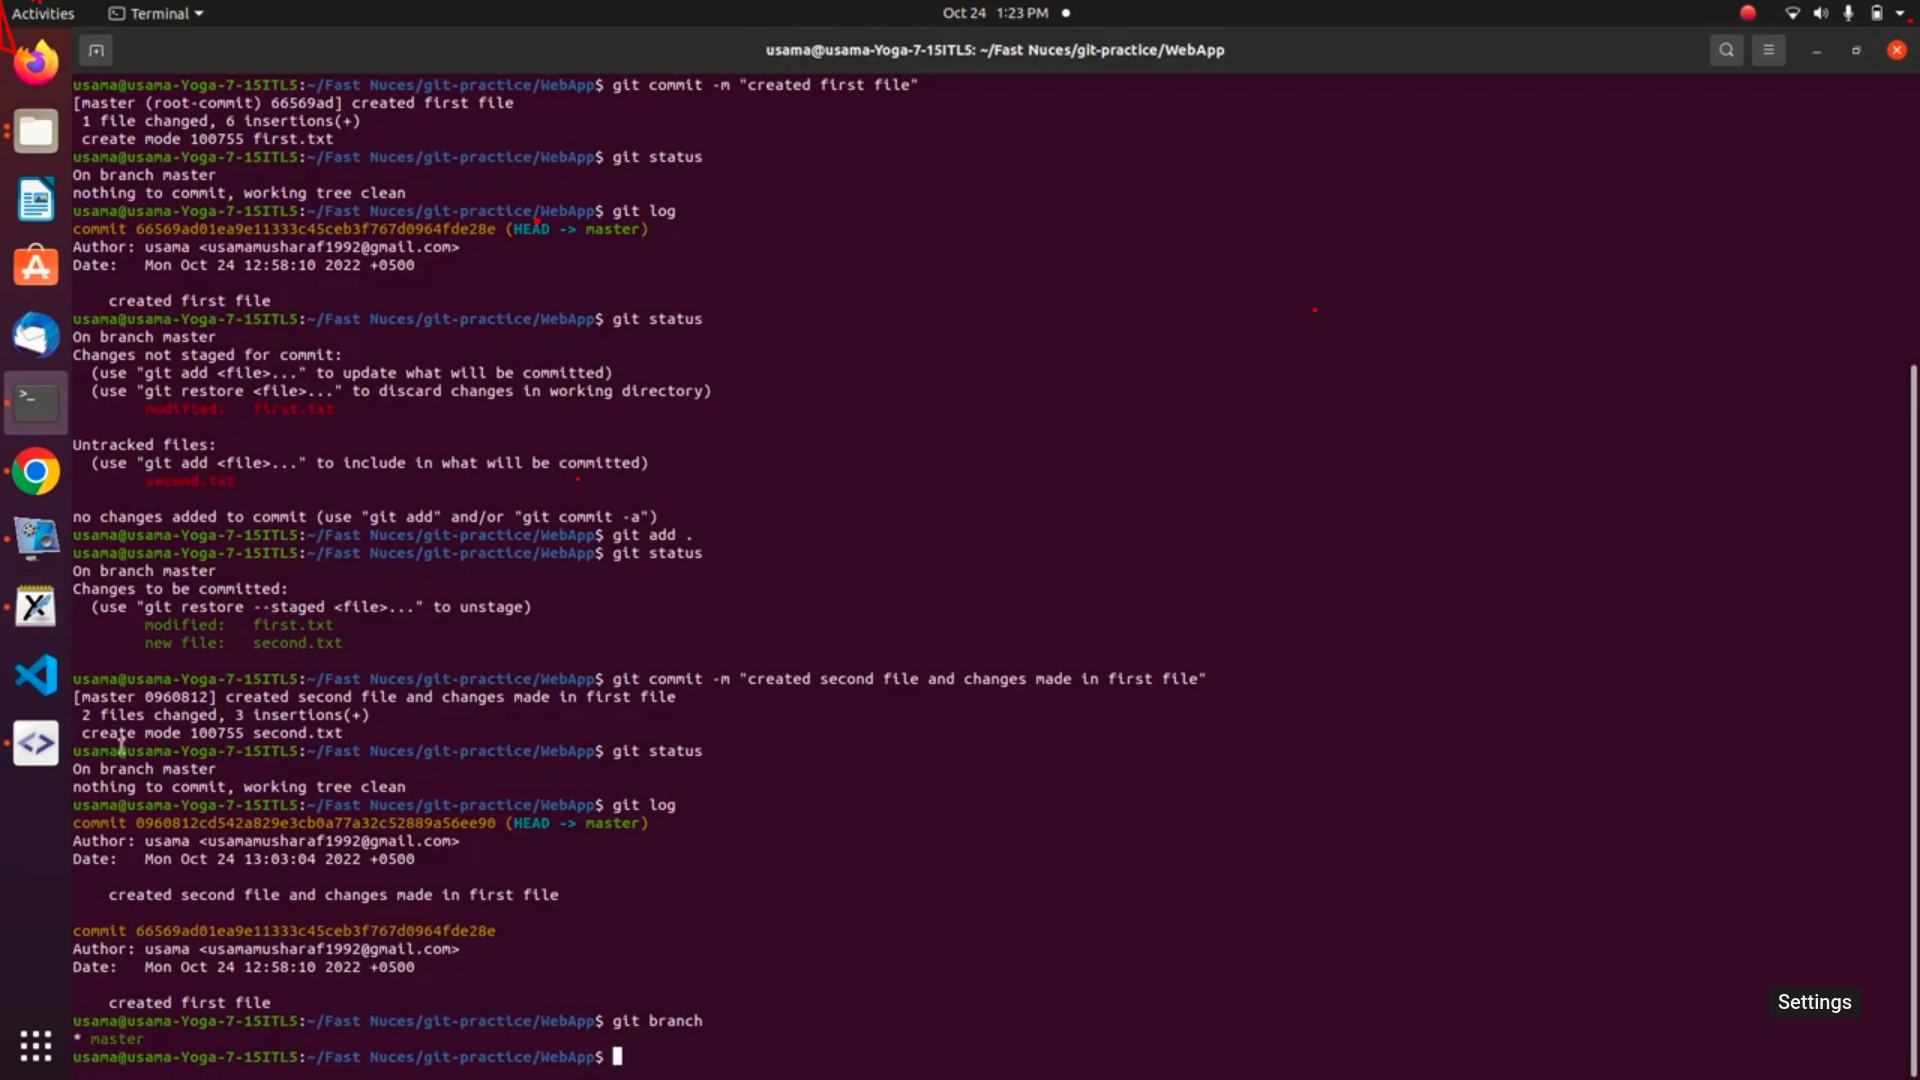 Activities
Terminal
Oct 24 1:23 PM
usama@usama-Yoga-7-15ITL5: ~/Fast Nuces/git-practice/WebApp
usama@usama-Yoga-7-15ITL5:~/Fast Nuces/git-practice/WebApp$ git commit -m "created first file"
[master (root-commit) 66569ad] created first file
1 file changed, 6 insertions(+)
create mode 100755 first.txt
usama@usama-Yoga-7-15ITL5:~/Fast Nuces/git-practice/WebApp$ git status
On branch master
nothing to commit, working tree clean
usama@usama-Yoga-7-15ITL5:~/Fast Nuces/git-practice/WebApp$ git log
commit 66569ad01ea9e11333c45ceb3f767d0964fde28e (HEAD -> master)
Author: usama <usamamusharaf1992@gmail.com>
Date:   Mon Oct 24 12:58:10 2022 +0500
created first file
usama@usama-Yoga-7-15ITL5:~/Fast Nuces/git-practice/WebApp$ git status
On branch master
Changes not staged for commit:
(use "git add <file>..." to update what will be committed)
(use "git restore <file>..." to discard changes in working directory)
modified:   first.txt
Untracked files:
(use "git add <file>..." to include in what will be committed)
second.txt
no changes added to commit (use "git add" and/or "git commit -a")
usama@usama-Yoga-7-15ITL5:~/Fast Nuces/git-practice/WebApp$ git add .
usama@usama-Yoga-7-15ITL5:~/Fast Nuces/git-practice/WebApp$ git status
On branch master
Changes to be committed:
(use "git restore --staged <file>..." to unstage)
modified:   first.txt
new file:   second.txt
usama@usama-Yoga-7-15ITL5:~/Fast Nuces/git-practice/WebApp$ git commit -m "created second file and changes made in first file"
[master 0960812] created second file and changes made in first file
2 files changed, 3 insertions(+)
create mode 100755 second.txt
usama@usama-Yoga-7-15ITL5:~/Fast Nuces/git-practice/WebApp$ git status
On branch master
nothing to commit, working tree clean
usama@usama-Yoga-7-15ITL5:~/Fast Nuces/git-practice/WebApp$ git log
commit 0960812cd542a829e3cb0a77a32c52889a56ee90 (HEAD -> master)
Author: usama <usamamusharaf1992@gmail.com>
Date:   Mon Oct 24 13:03:04 2022 +0500
created second file and changes made in first file
commit 66569ad01ea9e11333c45ceb3f767d0964fde28e
Author: usama <usamamusharaf1992@gmail.com>
Date:   Mon Oct 24 12:58:10 2022 +0500
created first file
Settings
usama@usama-Yoga-7-15ITL5:~/Fast Nuces/git-practice/WebApp$ git branch
* master
usama@usama-Yoga-7-15ITL5:~/Fast Nuces/git-practice/WebApp$